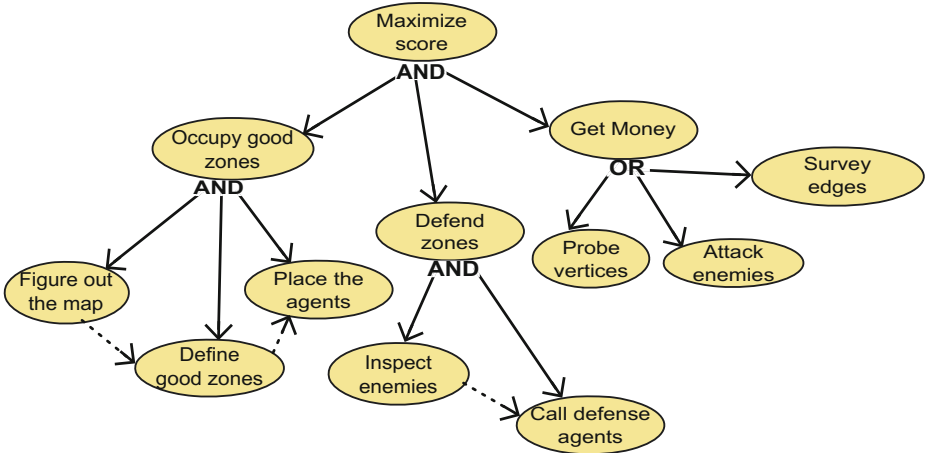 Maximize
score
AND
Occupy good
zones
AND
Get Money
OR
Survey
edges
Defend
zones
AND
Probe
vertices
Attack
enemies
Figure out
the map
Place the
agents
Define
good zones
Inspect
enemies
Call defense
agents